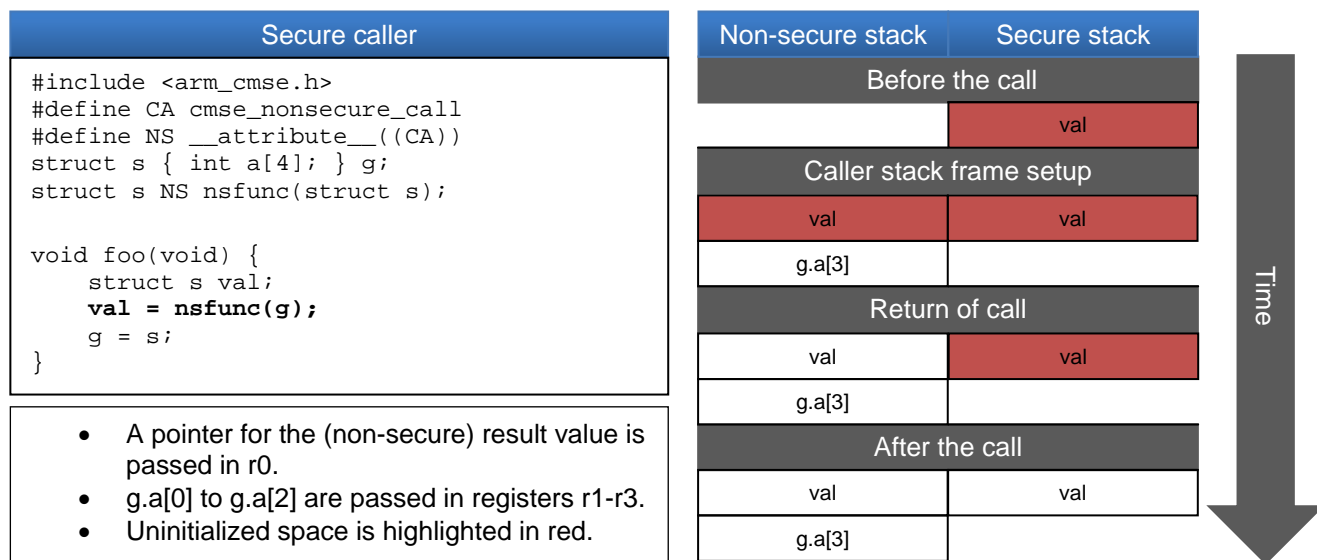 Secure caller
#include <arm_cmse.h>
#define CA cmse_nonsecure_call
#define NS __attribute__((CA))
struct s { int a[4]; } g;
struct s NS nsfunc(struct s);
void foo(void) {
    struct s val;
    val = nsfunc(g);
    g = s;
}
• A pointer for the (non-secure) result value is
passed in r0.
• g.a[0] to g.a[2] are passed in registers r1-r3.
• Uninitialized space is highlighted in red.
Non-secure stack Secure stack
Before the call
val
Caller stack frame setup
val val
g.a[3]
Return of call
val val
g.a[3]
After the call
val val
g.a[3]
Time